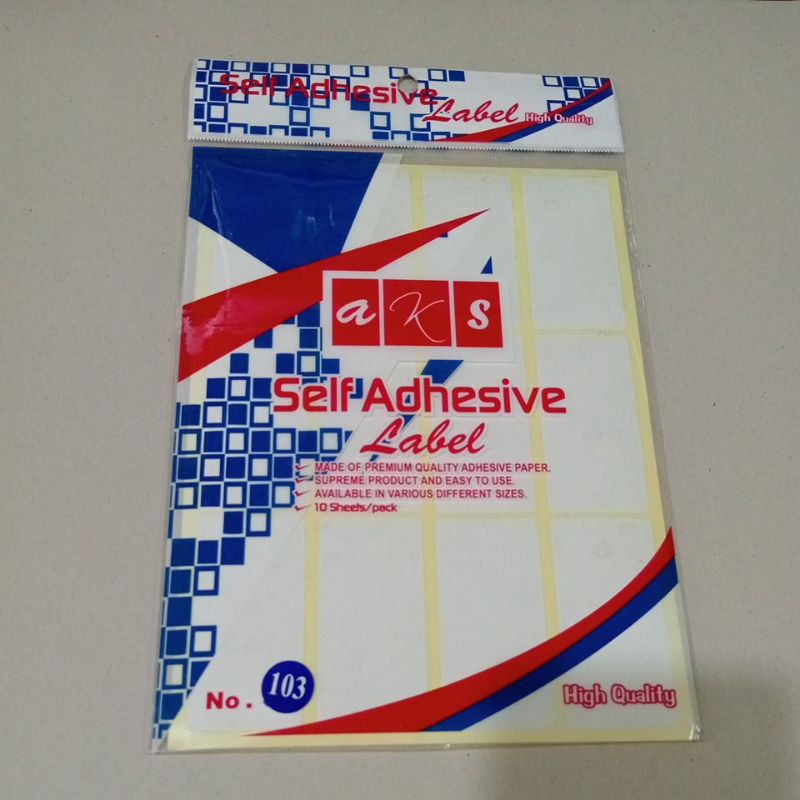 Self Adhesive
Label High Quality
aKs
Self Adhesive
Label
MADE OF PREMIUM QUALITY ADHESIVE PAPER.
SUPREME PRODUCT AND EASY TO USE.
AVAILABLE IN VARIOUS DIFFERENT SIZES.
10 Sheets/pack
No. 103
High Quality